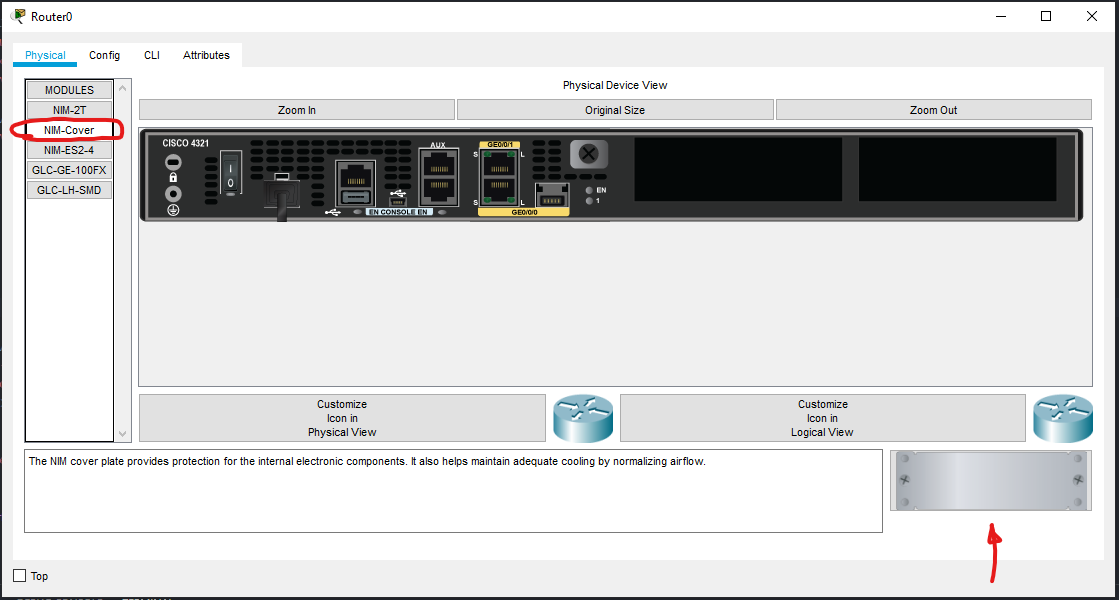 Router0
Physical Config CLI Attributes
MODULES
NIM-2T
NIM-Cover
NIM-ES2-4
GLC-GE-100FX
GLC-LH-SMD
Physical Device View
Zoom In Original Size Zoom Out
CISCO 4321
AUX
GE0/0/1
S L
I
O
EN
1
S L
EN CONSOLE EN
GE0/0/0
Customize
Icon in
Physical View
Customize
Icon in
Logical View
The NIM cover plate provides protection for the internal electronic components. It also helps maintain adequate cooling by normalizing airflow.
Top